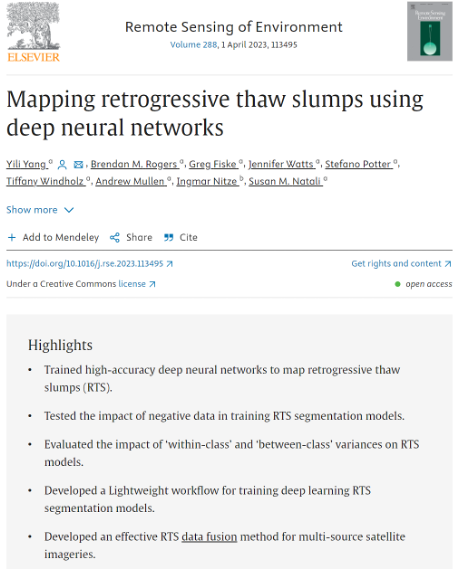 Remote Sensing of Environment
Volume 288, 1 April 2023, 113495
ELSEVIER
Mapping retrogressive thaw slumps using
deep neural networks
Yili Yang a, Brendan M. Rogers a, Greg Fiske a, Jennifer Watts a, Stefano Potter a,
Tiffany Windholz a, Andrew Mullen a, Ingmar Nitze b, Susan M. Natali a
Show more
+ Add to Mendeley Share Cite
https://doi.org/10.1016/j.rse.2023.113495 Get rights and content
Under a Creative Commons license open access
Highlights
• Trained high-accuracy deep neural networks to map retrogressive thaw
slumps (RTS).
• Tested the impact of negative data in training RTS segmentation models.
• Evaluated the impact of ‘within-class’ and ‘between-class’ variances on RTS
models.
• Developed a Lightweight workflow for training deep learning RTS
segmentation models.
• Developed an effective RTS data fusion method for multi-source satellite
imageries.